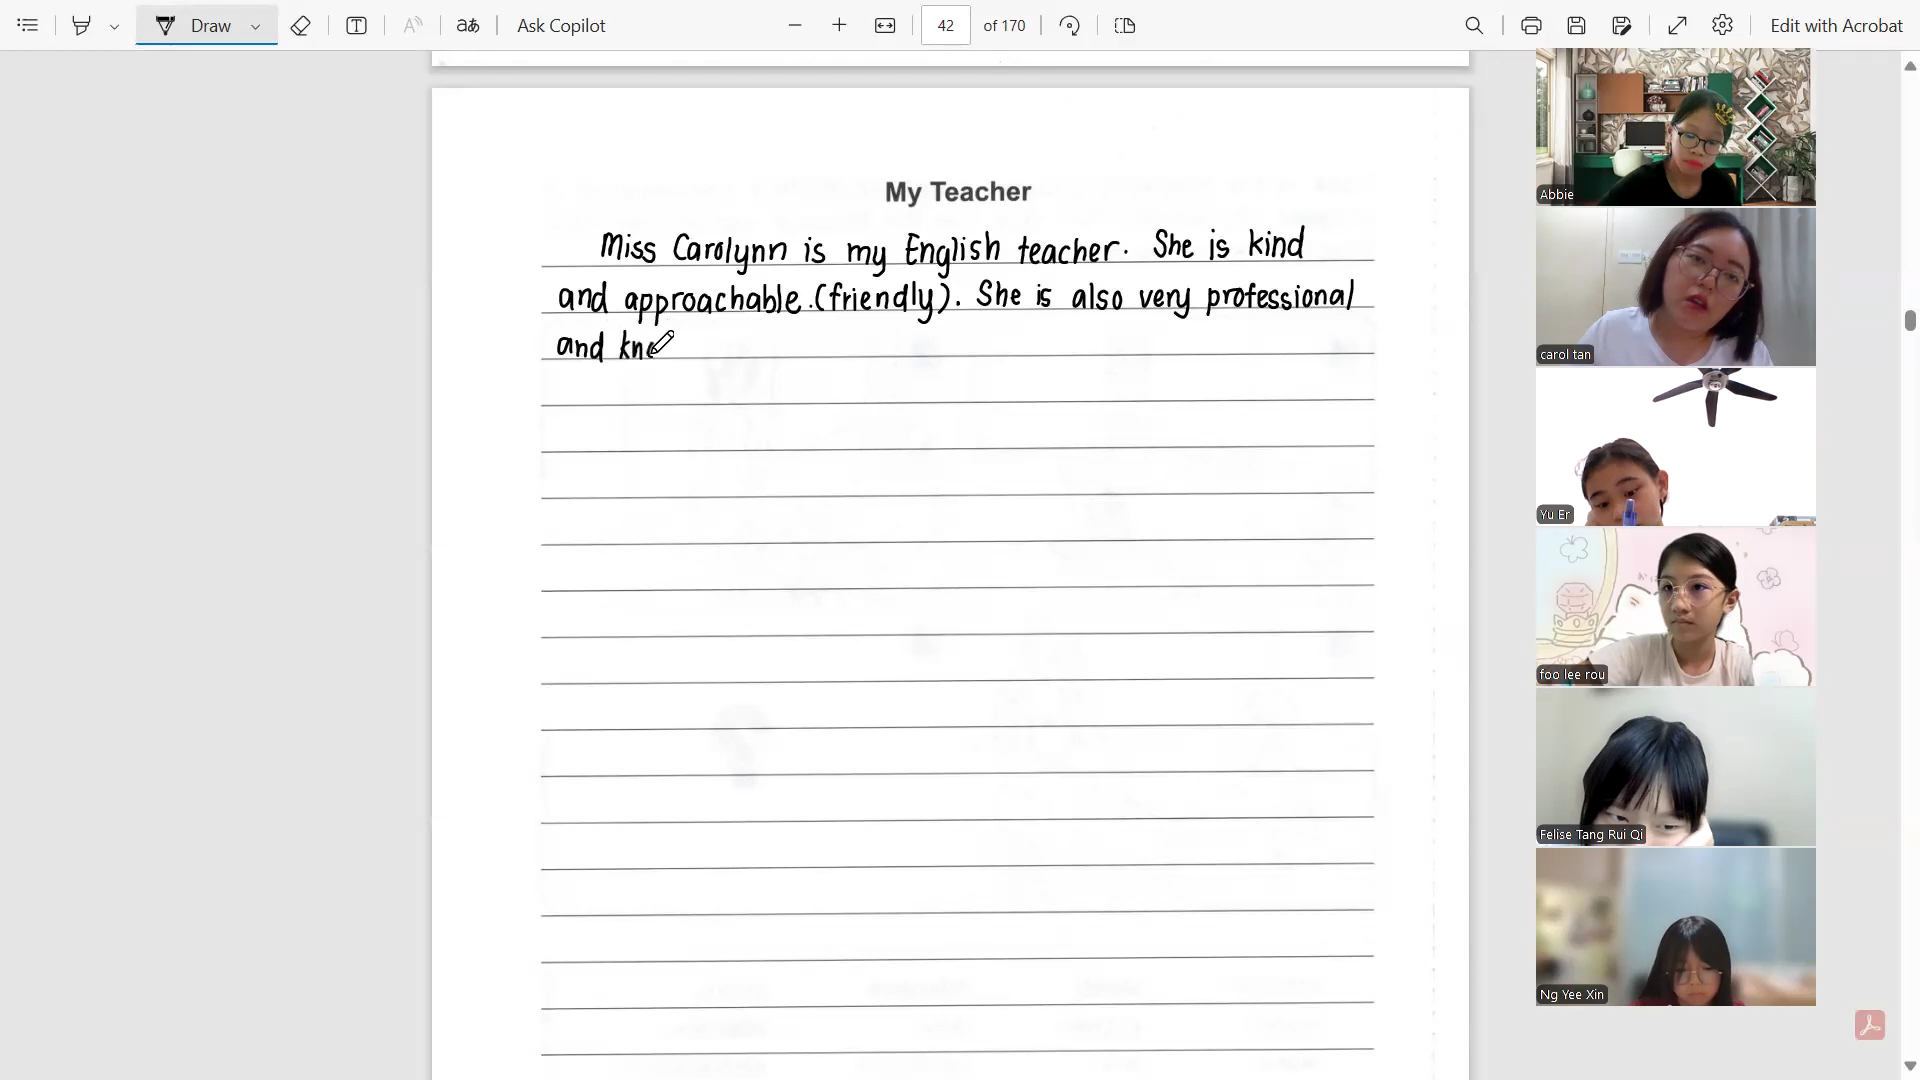 Draw
Ask Copilot
42 of 170
Edit with Acrobat
My Teacher
Miss Carolynn is my English teacher. She is kind
and approachable.(friendly). She is also very professional
and kno
Abbie
carol tan
Yu Er
foo lee rou
Felise Tang Rui Qi
Ng Yee Xin